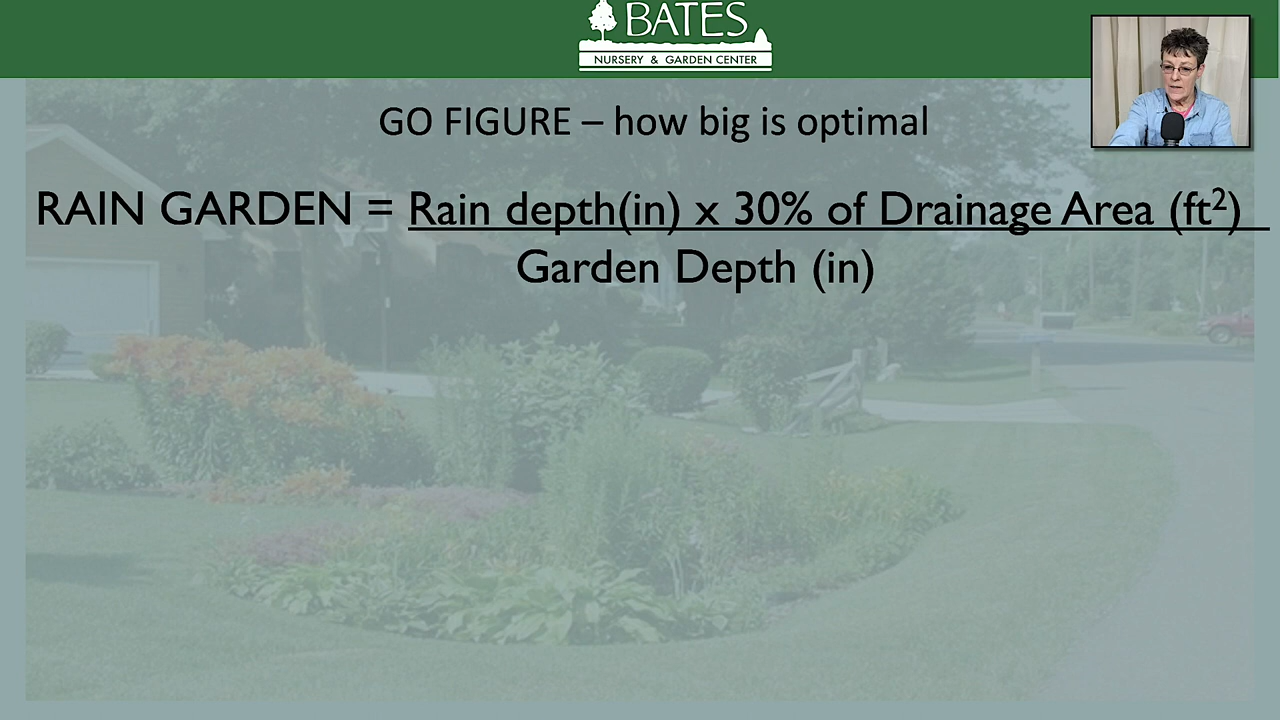 BATES
NURSERY & GARDEN CENTER
GO FIGURE – how big is optimal
RAIN GARDEN = Rain depth(in) x 30% of Drainage Area (ft²)
Garden Depth (in)